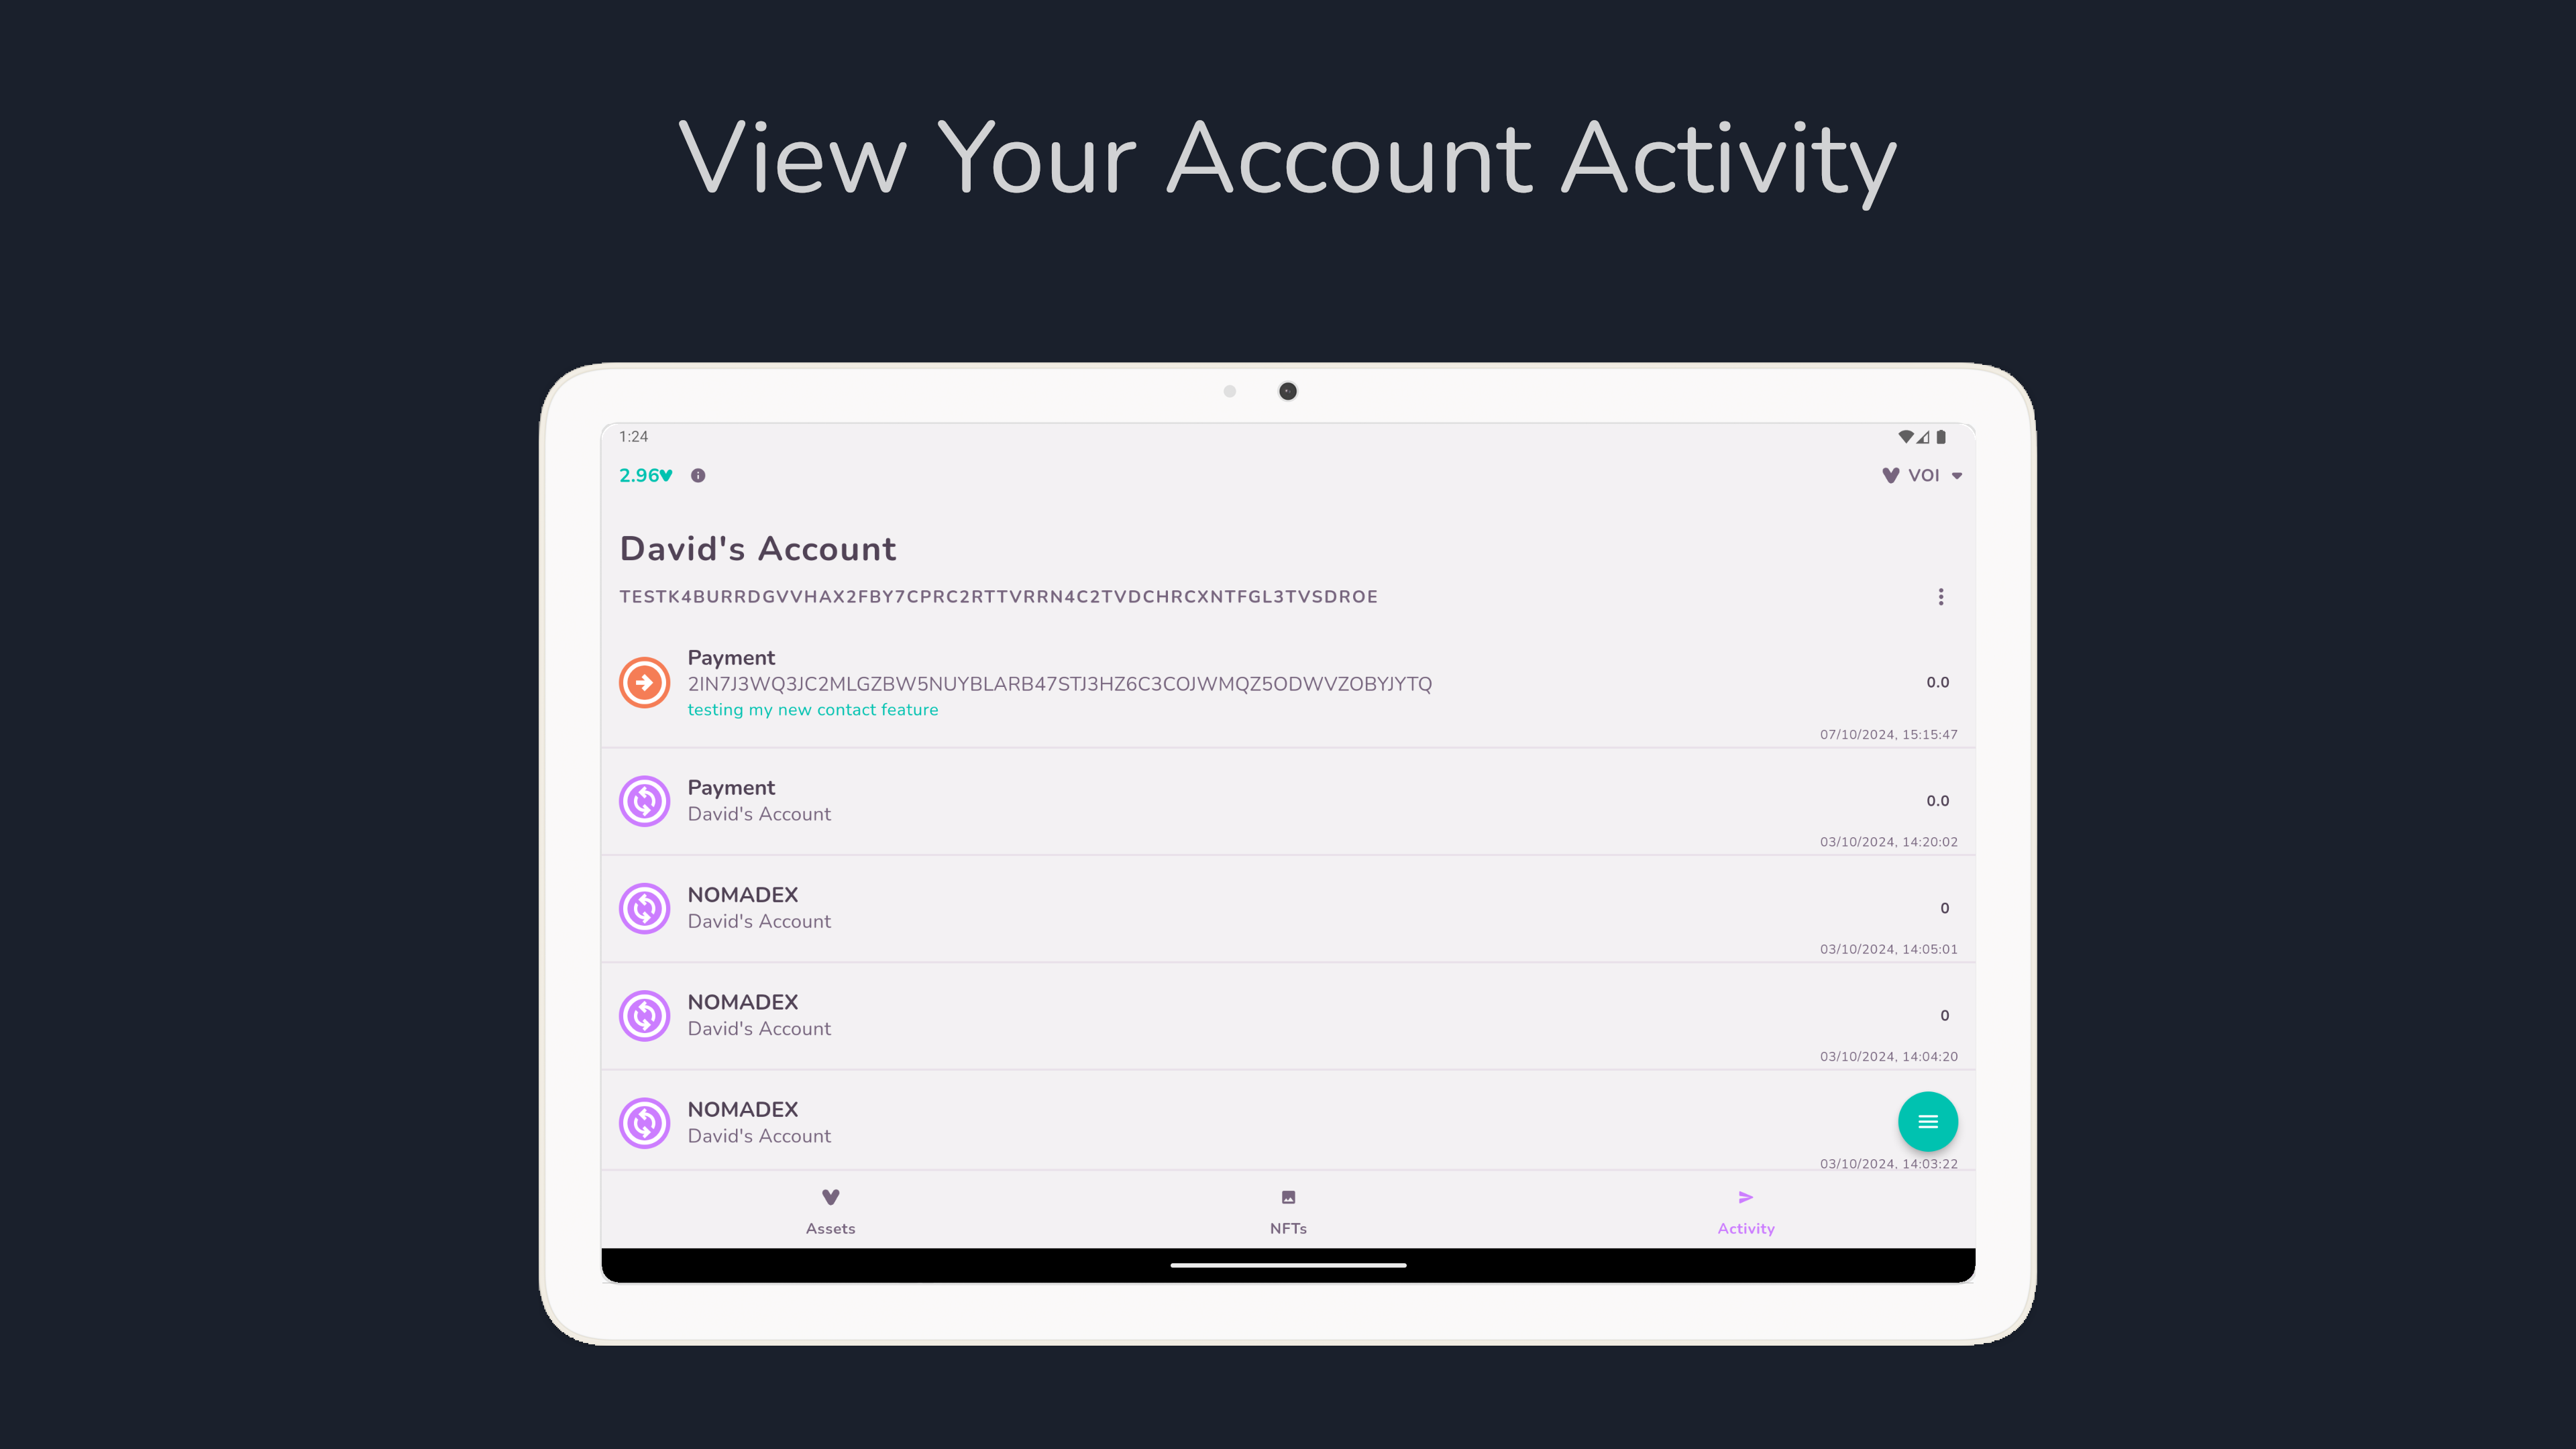 View Your Account Activity
1:24
2.96
VOI
David's Account
TESTK4BURRDGVVHAX2FBY7CPRC2RTTVRRN4C2TVDCHRCXNTFGL3TVSDROE
Payment
2IN7J3WQ3JC2MLGZBW5NUYBLARB47STJ3HZ6C3COJWMQZ5ODWVZOBYJYTQ
0.0
testing my new contact feature
07/10/2024, 15:15:47
Payment
David's Account
0.0
03/10/2024, 14:20:02
NOMADEX
David's Account
0
03/10/2024, 14:05:01
NOMADEX
David's Account
0
03/10/2024, 14:04:20
NOMADEX
David's Account
03/10/2024, 14:03:22
Assets
NFTs
Activity